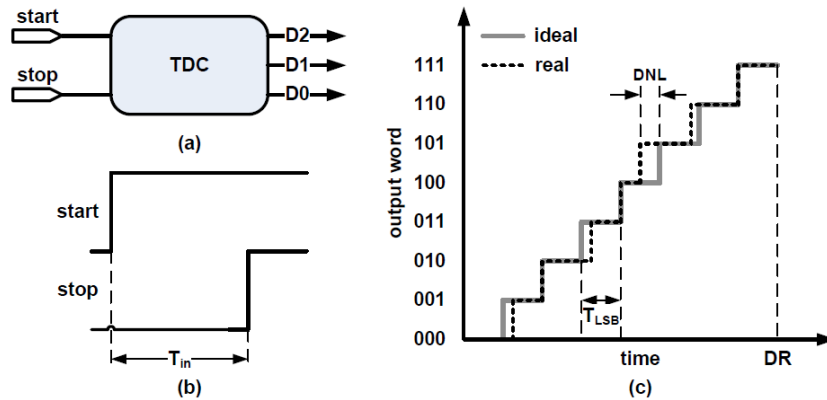 start
stop
TDC
D2
D1
D0
(a)
start
stop
Tin
(b)
ideal
real
DNL
output word
111
110
101
100
011
010
001
000
TLSB
time
DR
(c)